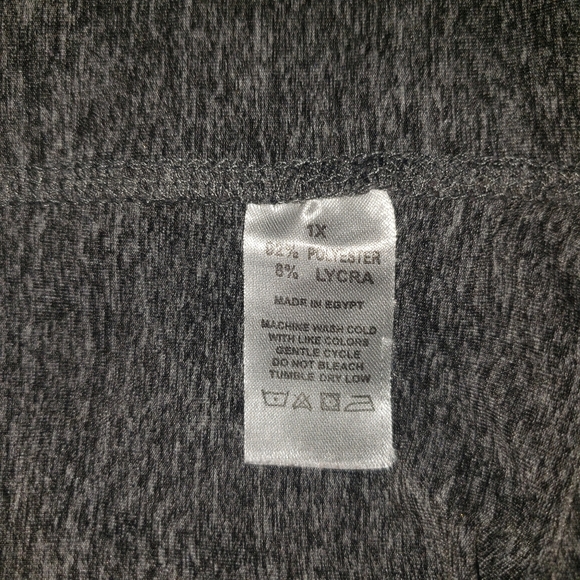 1X
92% POLYESTER
8% LYCRA
MADE IN EGYPT
MACHINE WASH COLD
WITH LIKE COLORS
GENTLE CYCLE
DO NOT BLEACH
TUMBLE DRY LOW